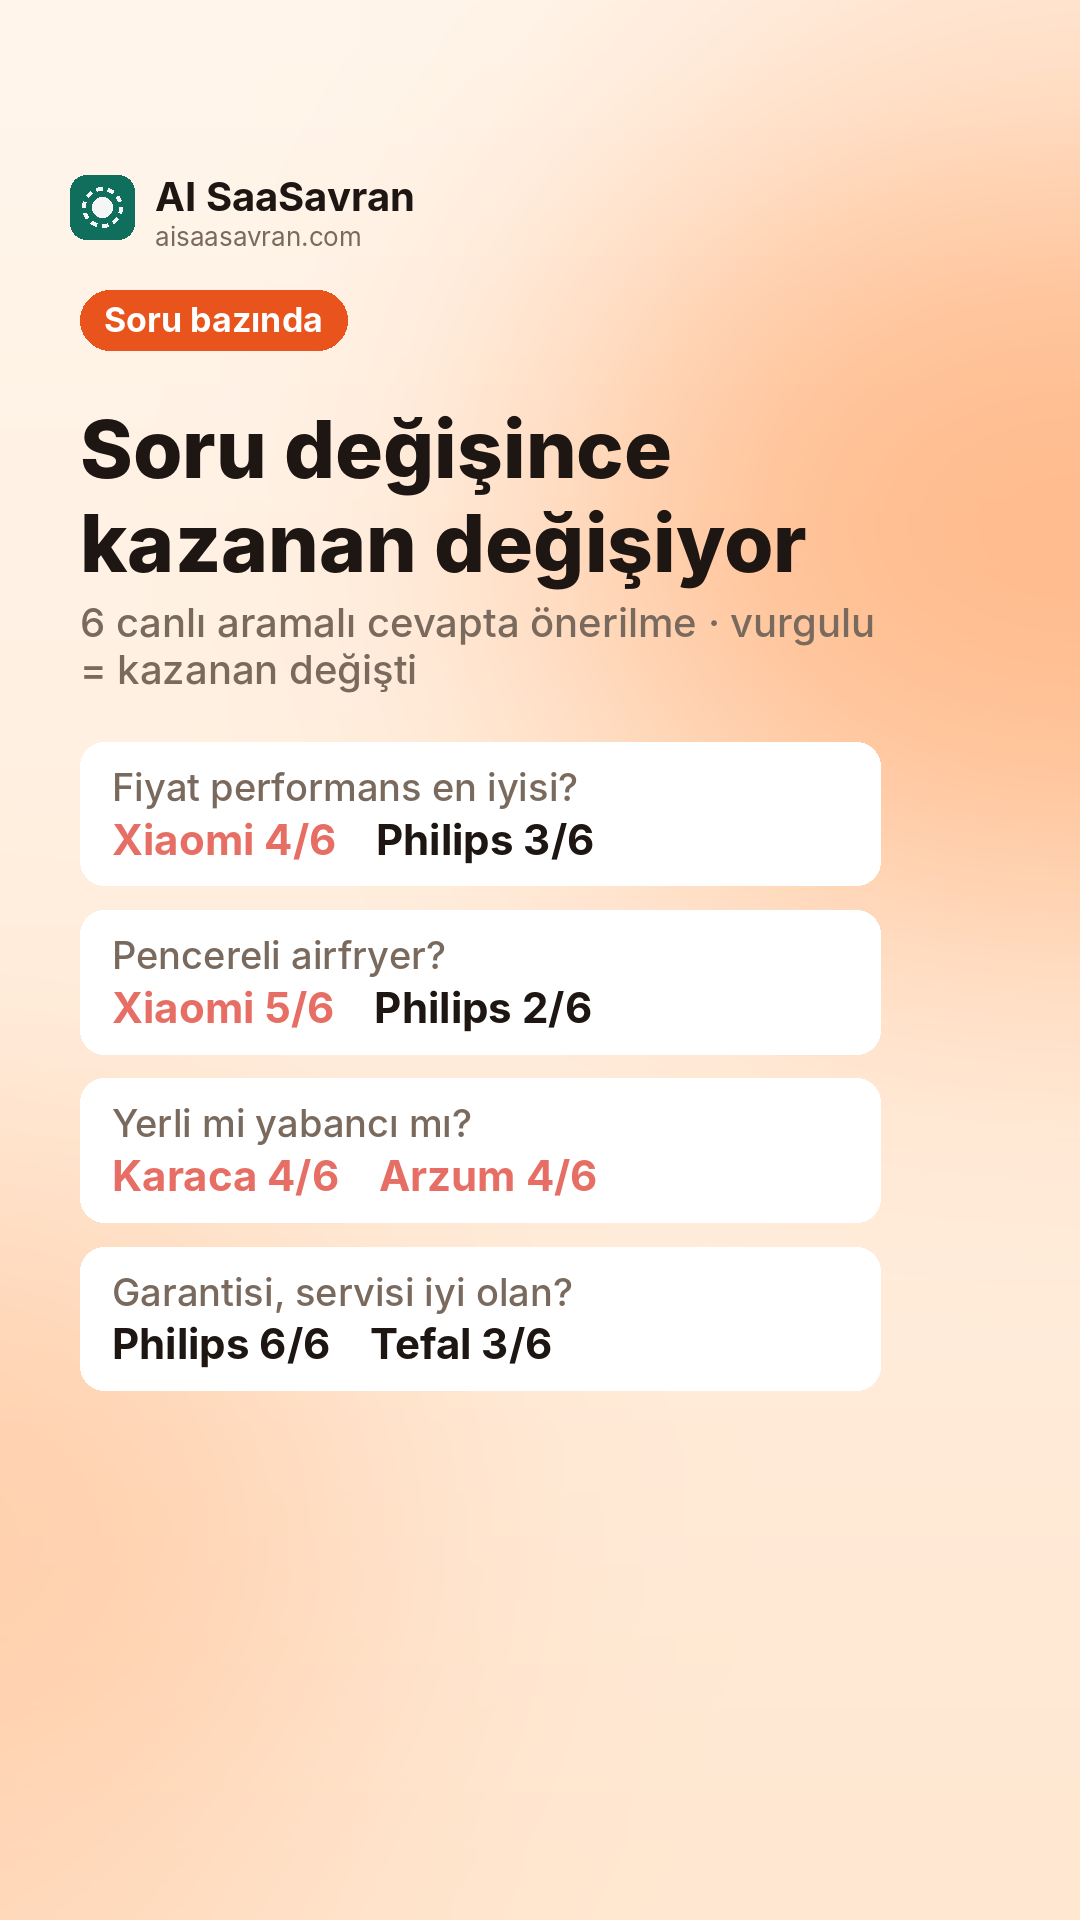 AI SaaSavran
aisaasavran.com
Soru bazında
Soru değişince
kazanan değişiyor
6 canlı aramalı cevapta önerilme · vurgulu
= kazanan değişti
Fiyat performans en iyisi?
Xiaomi 4/6 Philips 3/6
Pencereli airfryer?
Xiaomi 5/6 Philips 2/6
Yerli mi yabancı mı?
Karaca 4/6 Arzum 4/6
Garantisi, servisi iyi olan?
Philips 6/6 Tefal 3/6